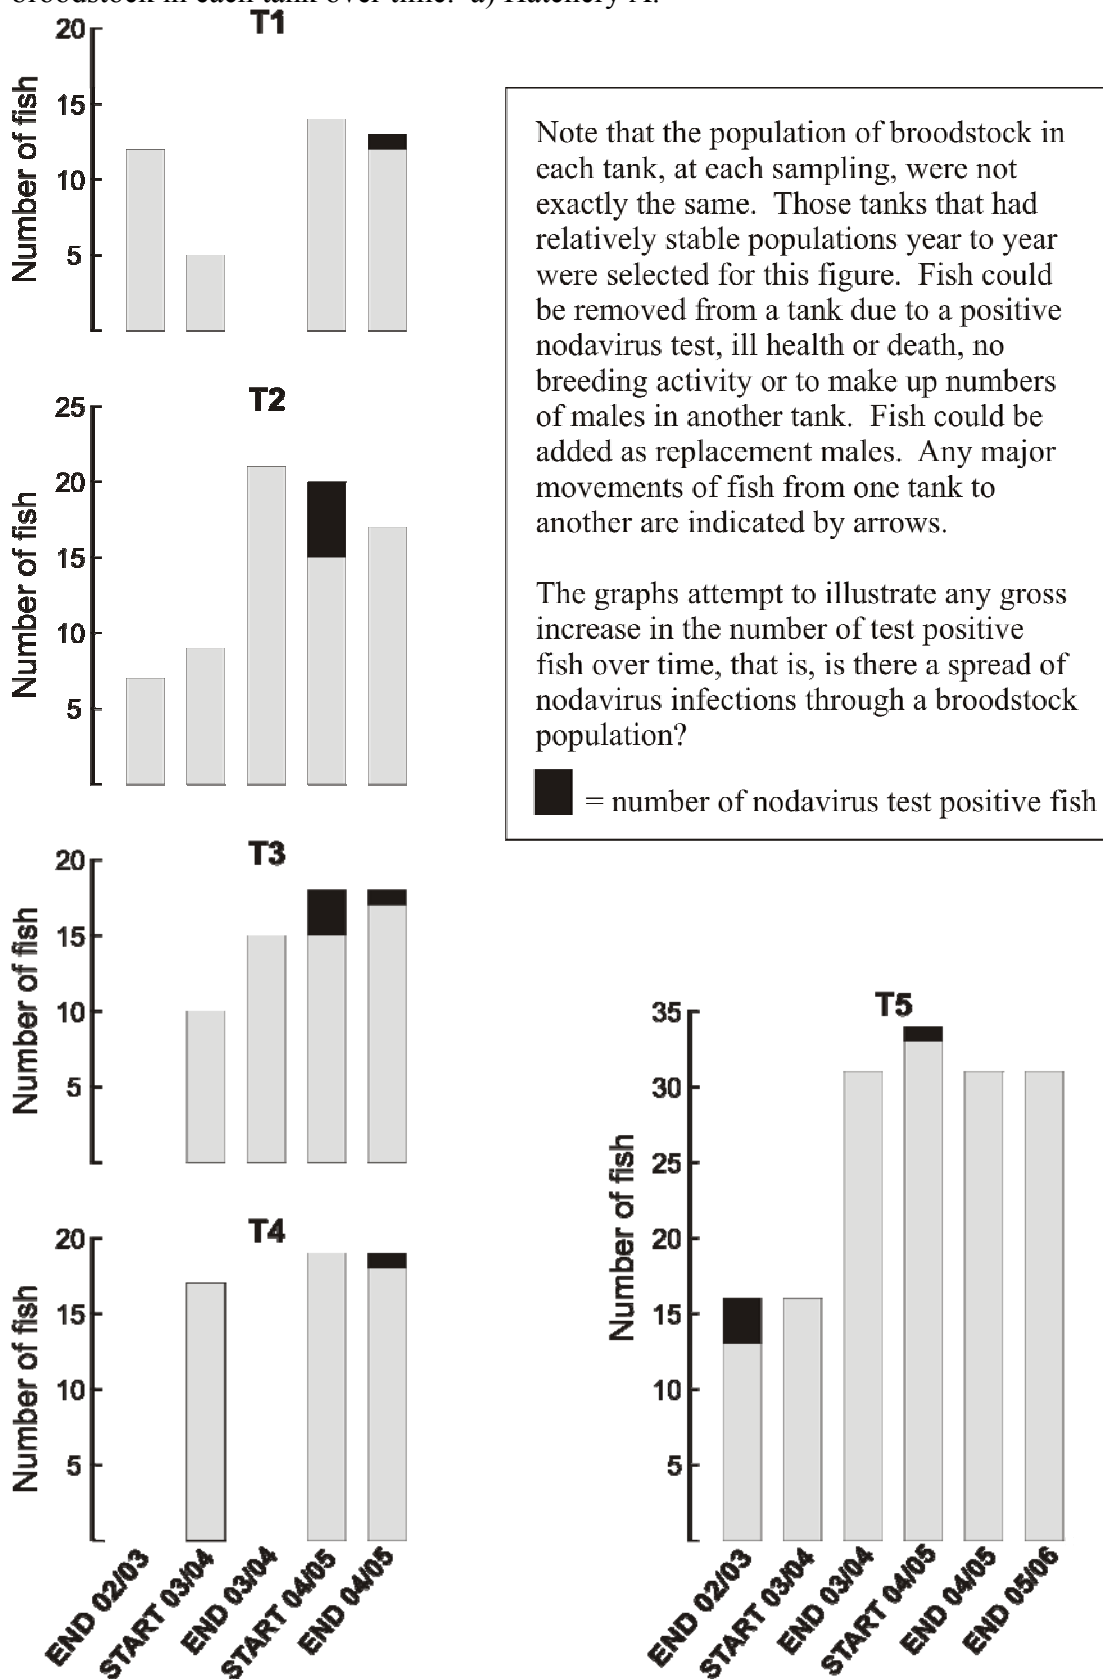 broodstock in each tank over time. a) Hatchery A.
T1
20
15
10
5
Number of fish
Note that the population of broodstock in
each tank, at each sampling, were not
exactly the same. Those tanks that had
relatively stable populations year to year
were selected for this figure. Fish could
be removed from a tank due to a positive
nodavirus test, ill health or death, no
breeding activity or to make up numbers
of males in another tank. Fish could be
added as replacement males. Any major
movements of fish from one tank to
another are indicated by arrows.
The graphs attempt to illustrate any gross
increase in the number of test positive
fish over time, that is, is there a spread of
nodavirus infections through a broodstock
population?
= number of nodavirus test positive fish
T2
25
20
15
10
5
Number of fish
T3
20
15
10
5
Number of fish
T4
20
15
10
5
Number of fish
END 02/03
START 03/04
END 03/04
START 04/05
END 04/05
T5
35
30
25
20
15
10
5
Number of fish
END 02/03
START 03/04
END 03/04
START 04/05
END 04/05
END 05/06